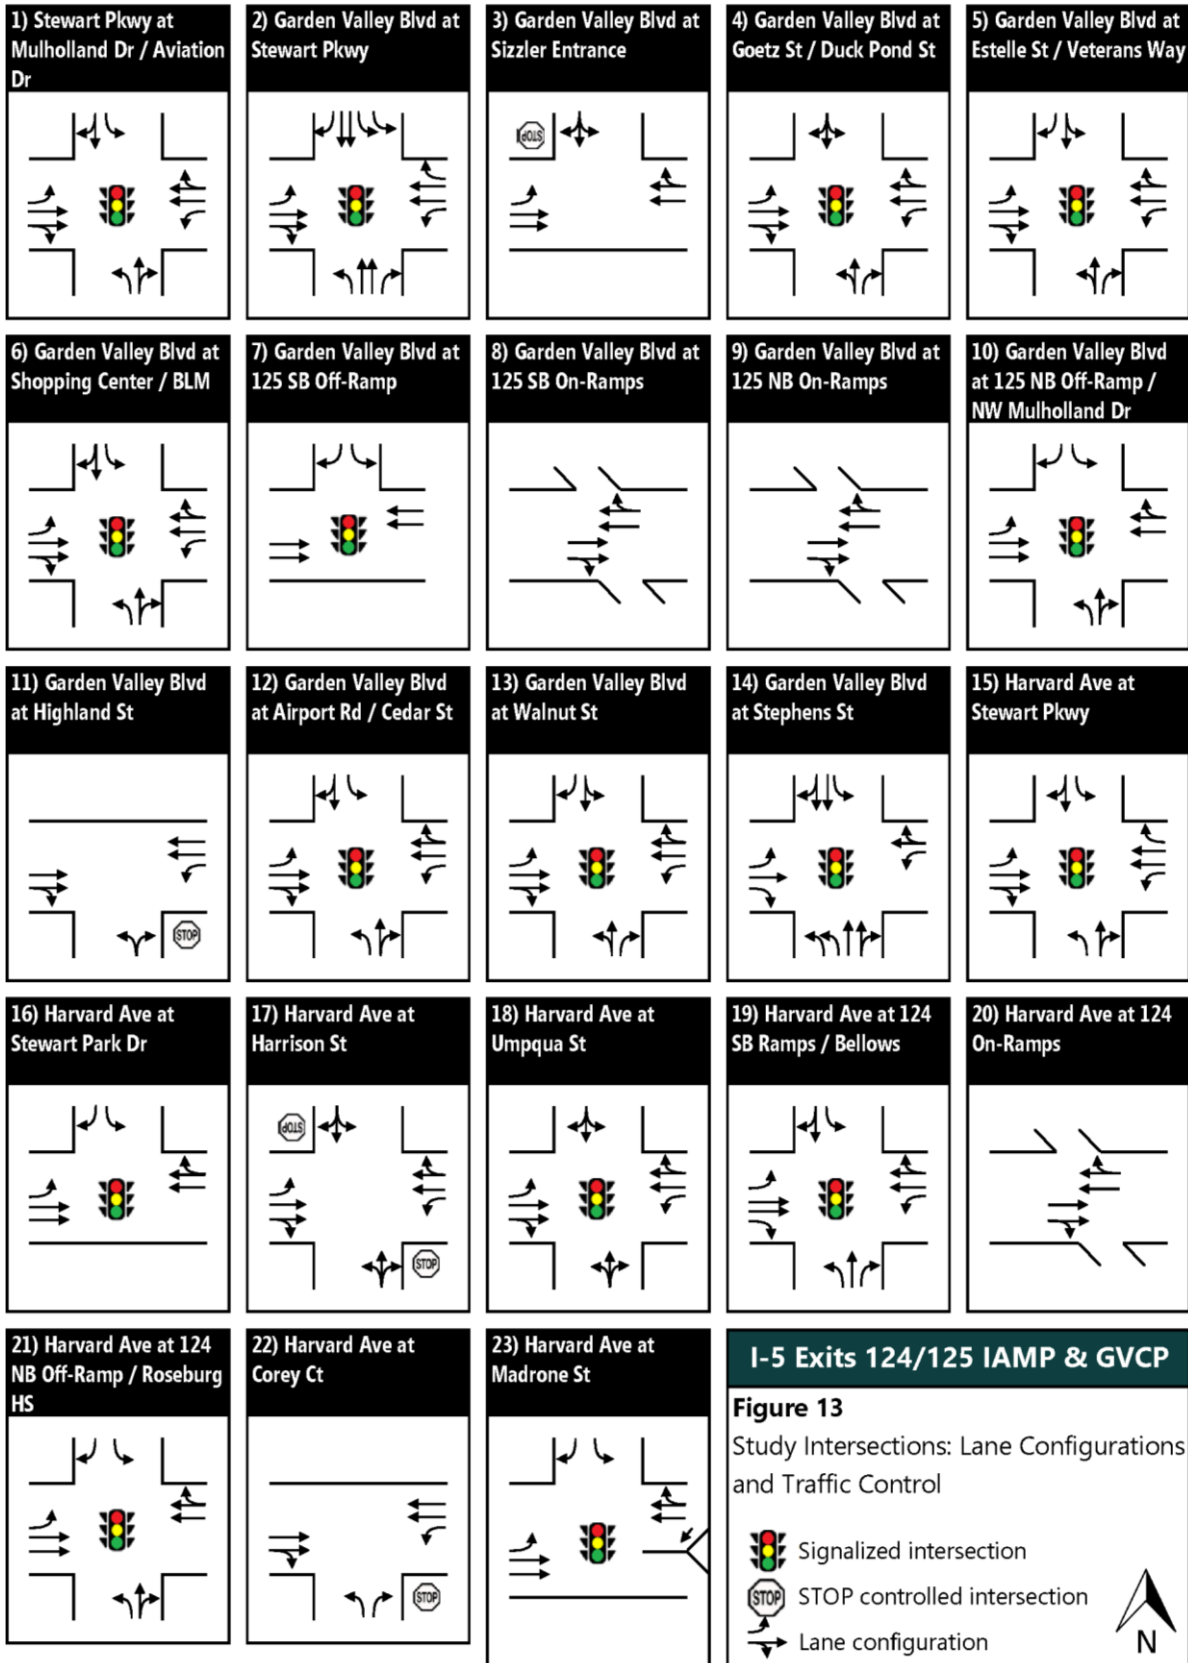 1) Stewart Pkwy at
Mulholland Dr / Aviation
Dr
2) Garden Valley Blvd at
Stewart Pkwy
3) Garden Valley Blvd at
Sizzler Entrance
STOP
4) Garden Valley Blvd at
Goetz St / Duck Pond St
5) Garden Valley Blvd at
Estelle St / Veterans Way
6) Garden Valley Blvd at
Shopping Center / BLM
7) Garden Valley Blvd at
125 SB Off-Ramp
8) Garden Valley Blvd at
125 SB On-Ramps
9) Garden Valley Blvd at
125 NB On-Ramps
10) Garden Valley Blvd
at 125 NB Off-Ramp /
NW Mulholland Dr
11) Garden Valley Blvd
at Highland St
STOP
12) Garden Valley Blvd
at Airport Rd / Cedar St
13) Garden Valley Blvd
at Walnut St
14) Garden Valley Blvd
at Stephens St
15) Harvard Ave at
Stewart Pkwy
16) Harvard Ave at
Stewart Park Dr
17) Harvard Ave at
Harrison St
STOP
STOP
18) Harvard Ave at
Umpqua St
19) Harvard Ave at 124
SB Ramps / Bellows
20) Harvard Ave at 124
On-Ramps
21) Harvard Ave at 124
NB Off-Ramp / Roseburg
HS
22) Harvard Ave at
Corey Ct
STOP
23) Harvard Ave at
Madrone St
I-5 Exits 124/125 IAMP & GVCP
Figure 13
Study Intersections: Lane Configurations
and Traffic Control
Signalized intersection
STOP
STOP controlled intersection
Lane configuration
N